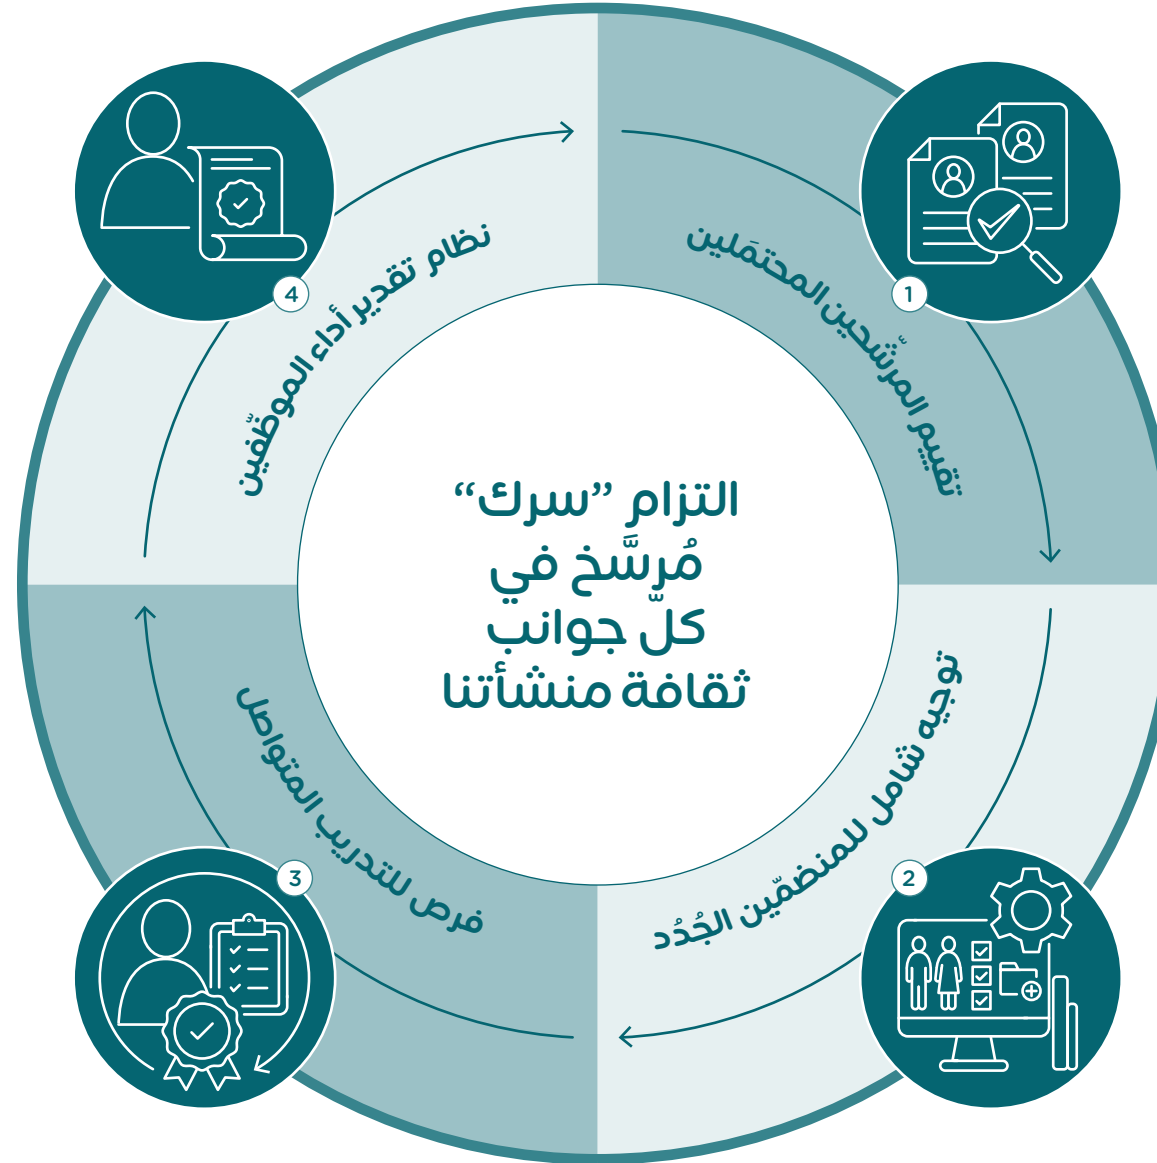 التزام ”سرك“
مُرسَّخ في
كلّ جوانب
ثقافة منشأتنا
1
تقييم المرشّحين المحتمَلين
2
توجيه شامل للمنضمّين الجُدُد
3
فرص للتدريب المتواصل
4
نظام تقدير أداء الموظّفين